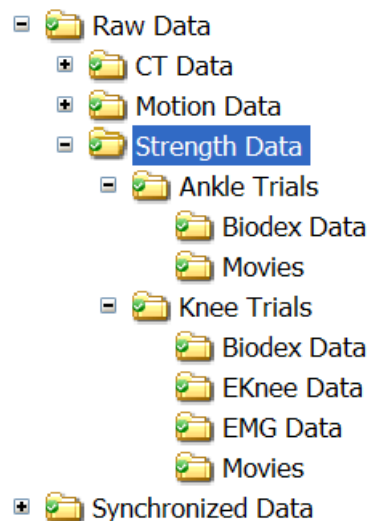 Raw Data
CT Data
Motion Data
Strength Data
Ankle Trials
Biodex Data
Movies
Knee Trials
Biodex Data
EKnee Data
EMG Data
Movies
Synchronized Data